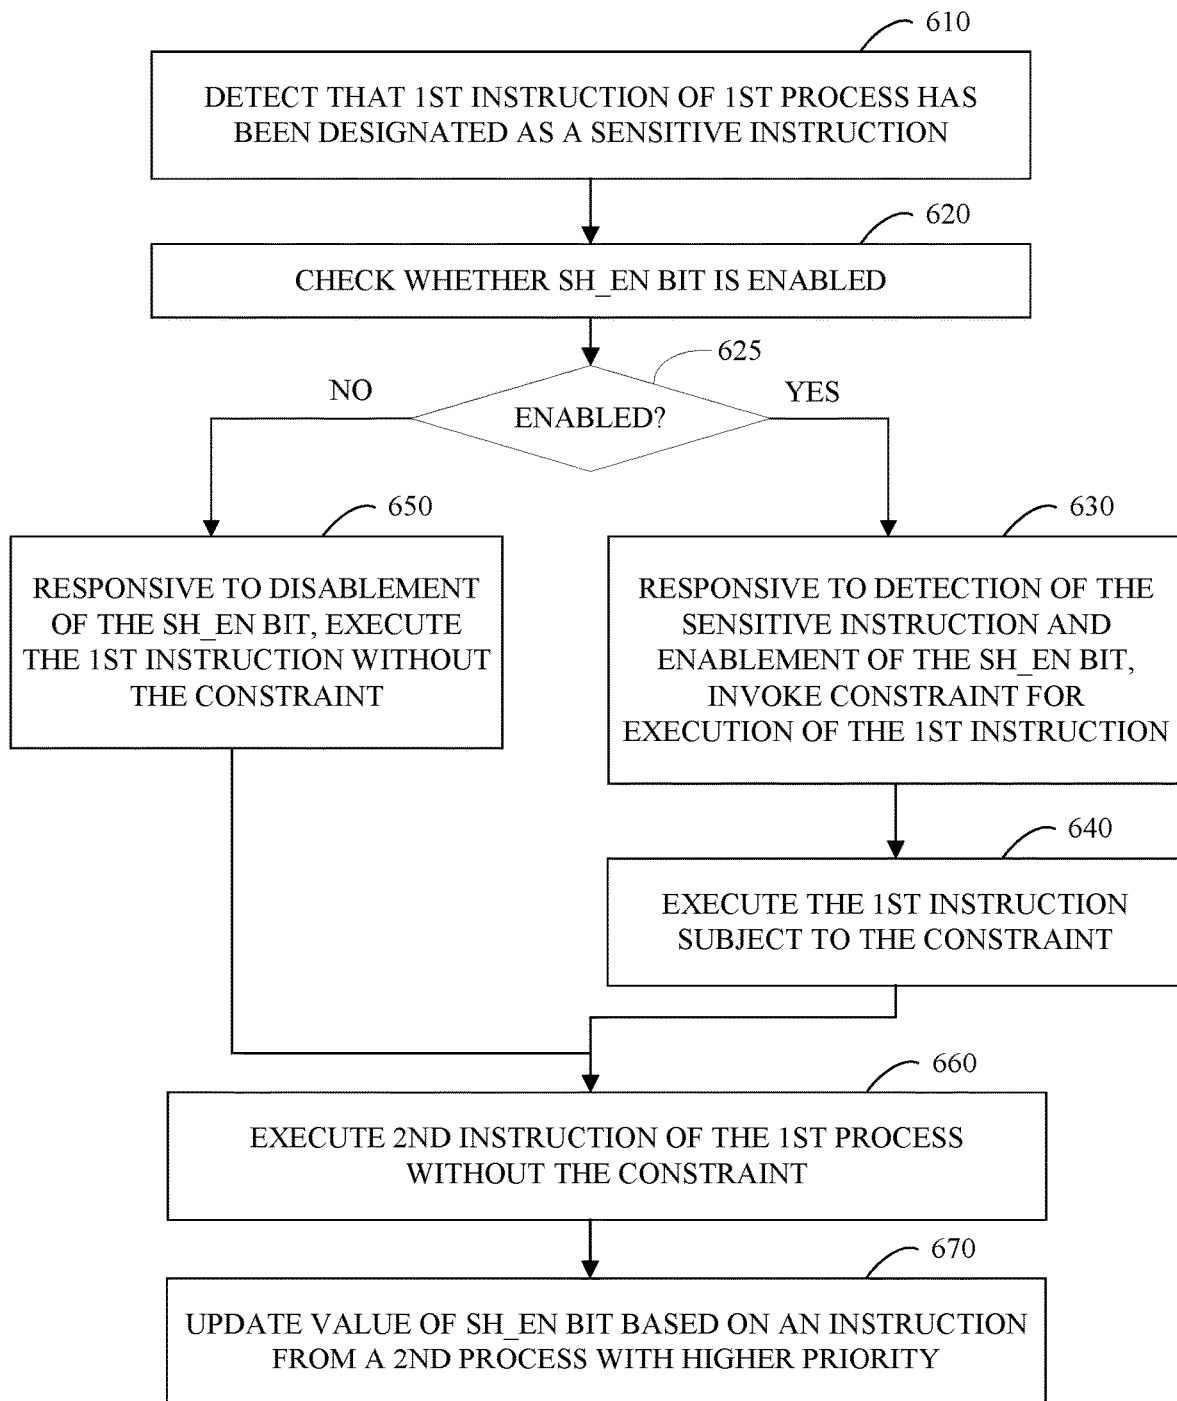 610
DETECT THAT 1ST INSTRUCTION OF 1ST PROCESS HAS
BEEN DESIGNATED AS A SENSITIVE INSTRUCTION
620
CHECK WHETHER SH_EN BIT IS ENABLED
625
NO
ENABLED?
YES
650
RESPONSIVE TO DISABLEMENT
OF THE SH_EN BIT, EXECUTE
THE 1ST INSTRUCTION WITHOUT
THE CONSTRAINT
630
RESPONSIVE TO DETECTION OF THE
SENSITIVE INSTRUCTION AND
ENABLEMENT OF THE SH_EN BIT,
INVOKE CONSTRAINT FOR
EXECUTION OF THE 1ST INSTRUCTION
640
EXECUTE THE 1ST INSTRUCTION
SUBJECT TO THE CONSTRAINT
660
EXECUTE 2ND INSTRUCTION OF THE 1ST PROCESS
WITHOUT THE CONSTRAINT
670
UPDATE VALUE OF SH_EN BIT BASED ON AN INSTRUCTION
FROM A 2ND PROCESS WITH HIGHER PRIORITY